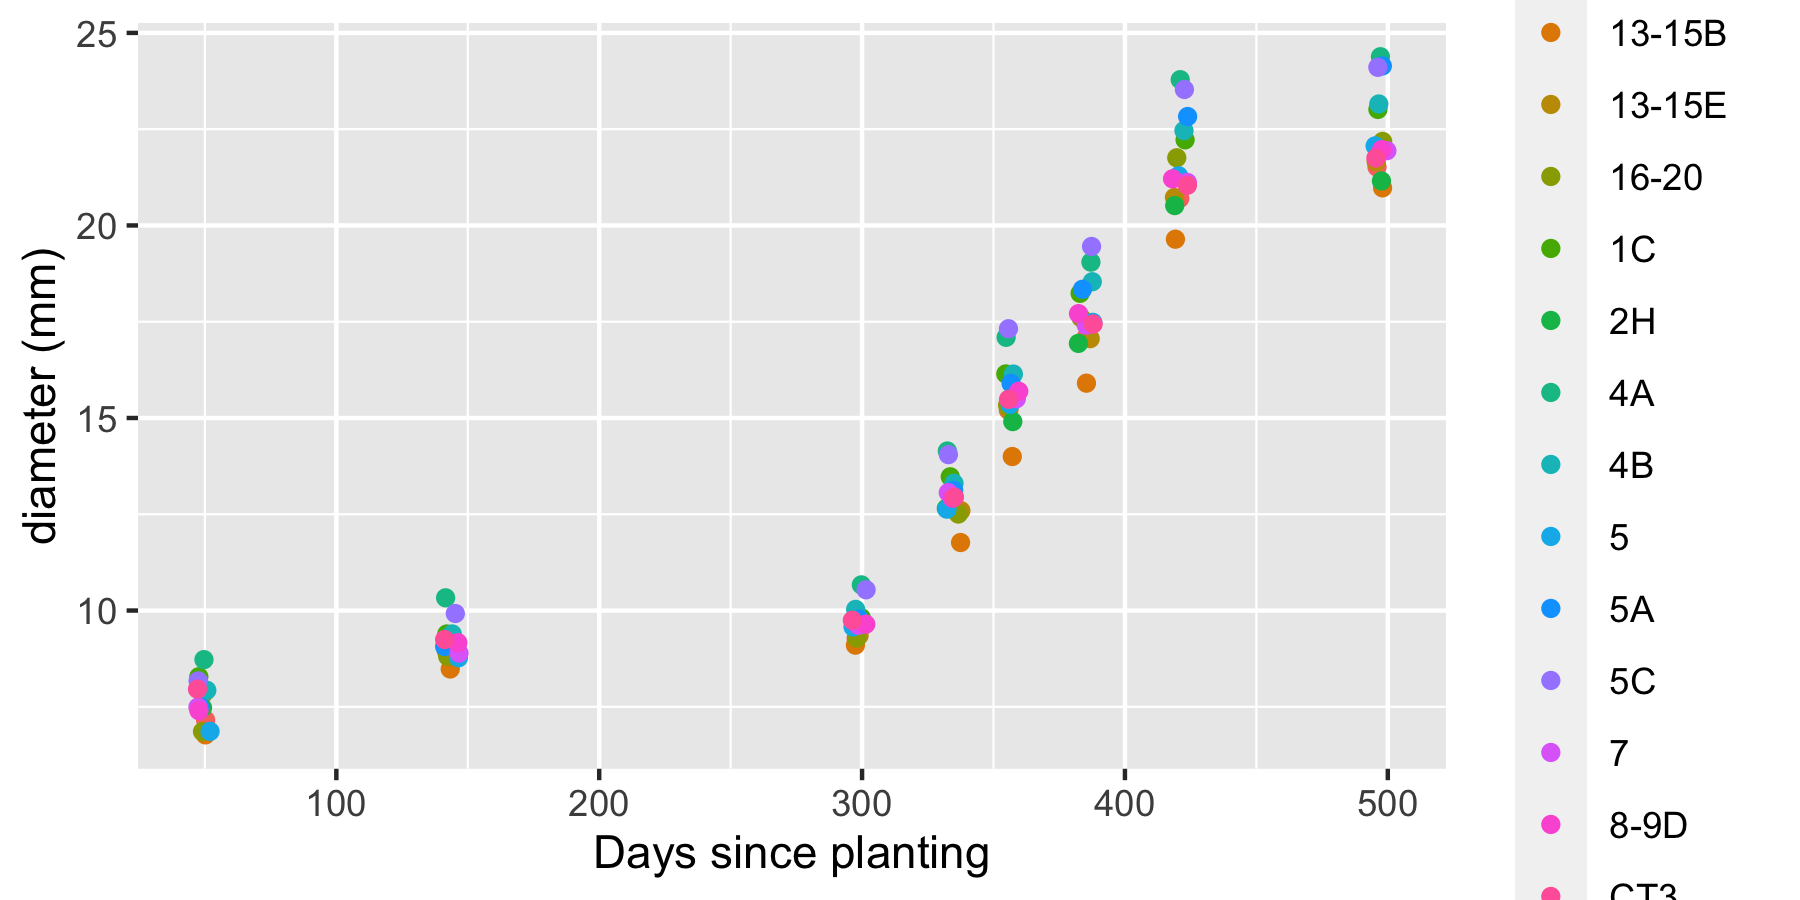 25
20
15
10
diameter (mm)
100 200 300 400 500
Days since planting
13-15B
13-15E
16-20
1C
2H
4A
4B
5
5A
5C
7
8-9D
CT3